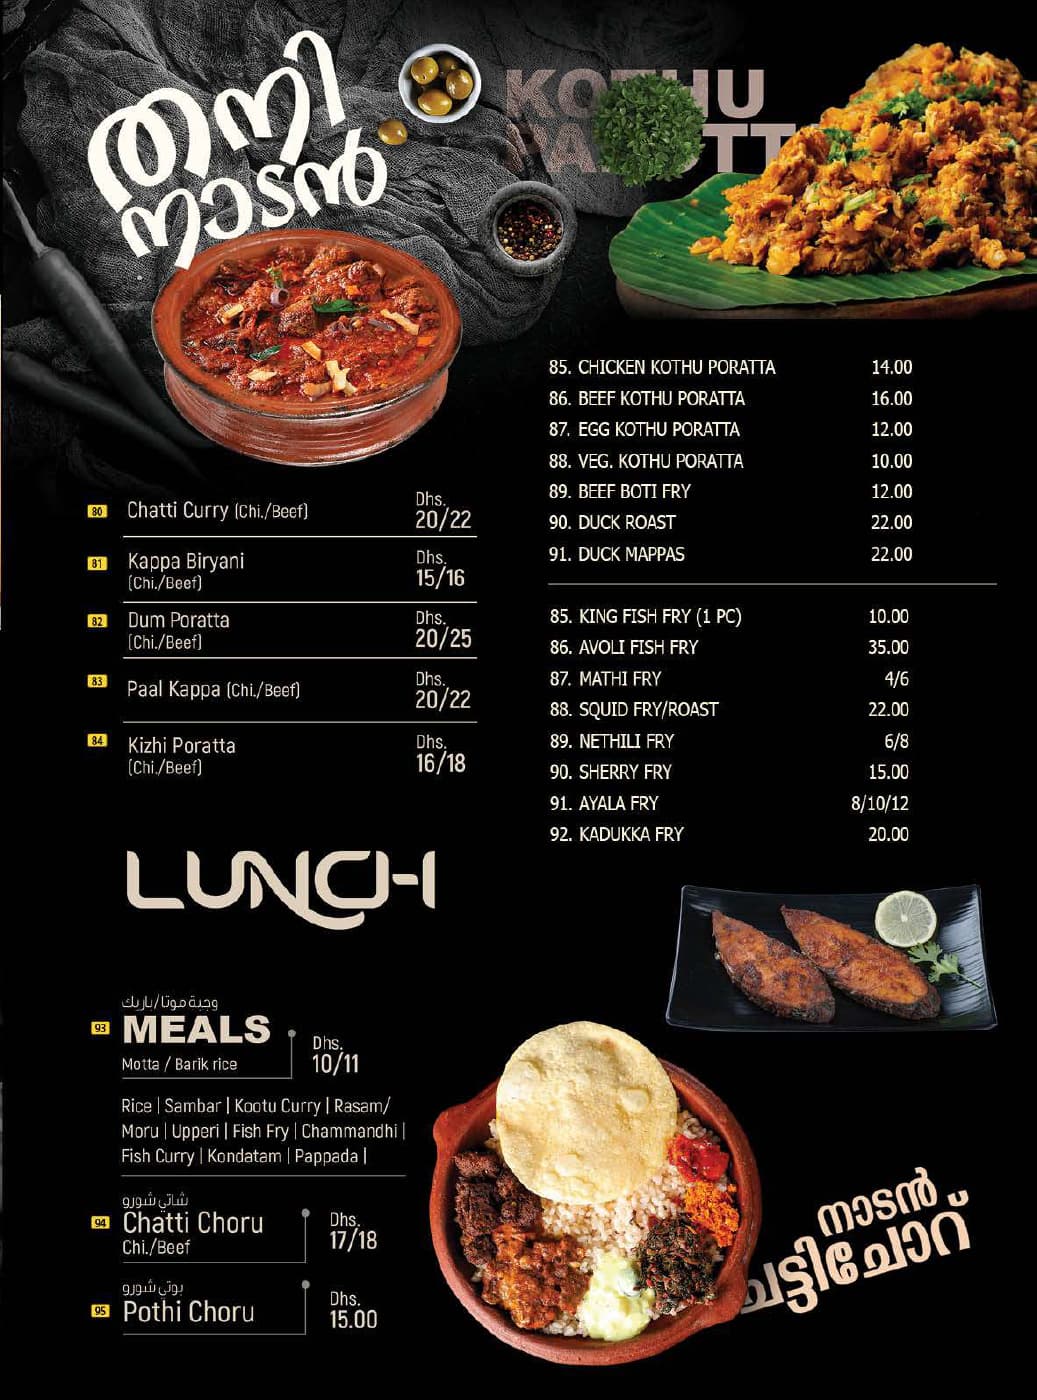 തനി
നാടൻ
80 Chatti Curry (Chi./Beef) Dhs. 20/22
81 Kappa Biryani Dhs. 15/16
(Chi./Beef)
82 Dum Poratta Dhs. 20/25
(Chi./Beef)
83 Paal Kappa (Chi./Beef) Dhs. 20/22
84 Kizhi Poratta Dhs. 16/18
(Chi./Beef)
85. CHICKEN KOTHU PORATTA 14.00
86. BEEF KOTHU PORATTA 16.00
87. EGG KOTHU PORATTA 12.00
88. VEG. KOTHU PORATTA 10.00
89. BEEF BOTI FRY 12.00
90. DUCK ROAST 22.00
91. DUCK MAPPAS 22.00
85. KING FISH FRY (1 PC) 10.00
86. AVOLI FISH FRY 35.00
87. MATHI FRY 4/6
88. SQUID FRY/ROAST 22.00
89. NETHILI FRY 6/8
90. SHERRY FRY 15.00
91. AYALA FRY 8/10/12
92. KADUKKA FRY 20.00
LUNCH
وجبة موتا/باريك
93 MEALS Dhs. 10/11
Motta / Barik rice
Rice | Sambar | Kootu Curry | Rasam/
Moru | Upperi | Fish Fry | Chammandhi |
Fish Curry | Kondatam | Pappada |
شاتي شورو
94 Chatti Choru Dhs. 17/18
Chi./Beef
بوتي شورو
95 Pothi Choru Dhs. 15.00
നാടൻ
ചട്ടിച്ചോറ്